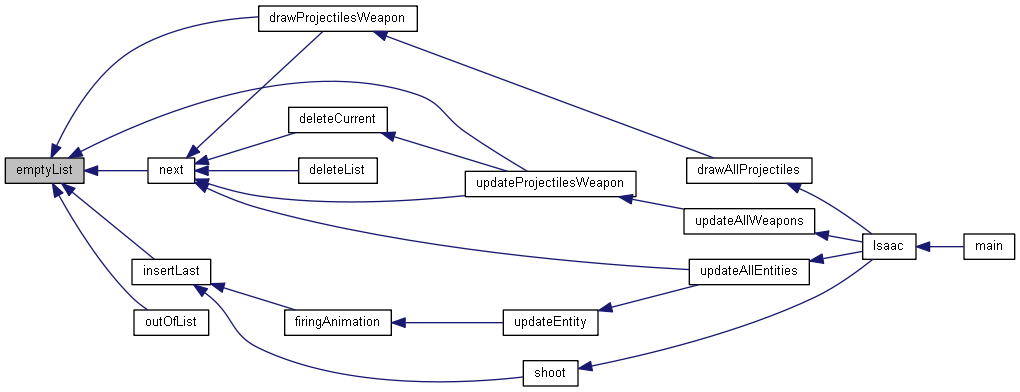 drawProjectilesWeapon
deleteCurrent
emptyList
next
deleteList
drawAllProjectiles
updateProjectilesWeapon
updateAllWeapons
Isaac
main
insertLast
updateAllEntities
outOfList
firingAnimation
updateEntity
shoot